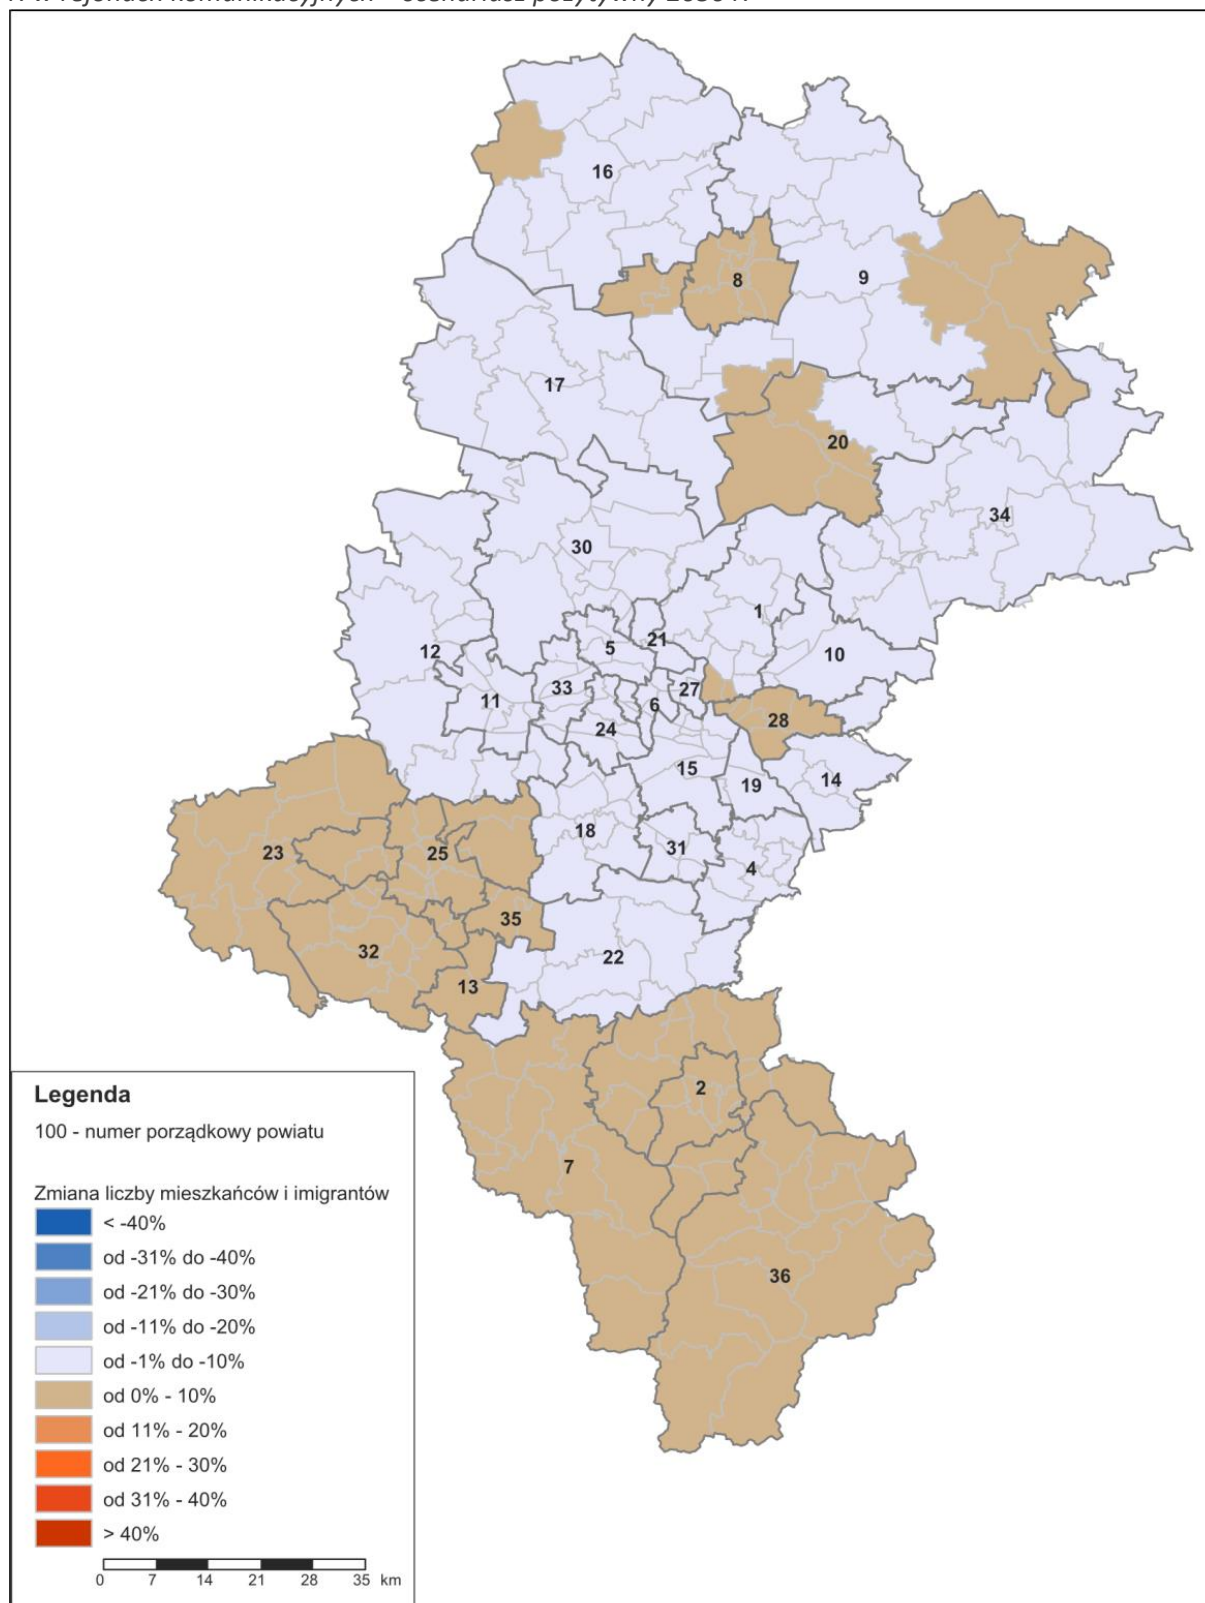 w rejonach komunikacyjnych – scenariusz pozytywny 2030 r.
16
8
9
17
20
34
30
1
12
5
21
10
11
33
6
27
24
28
15
19
14
23
25
18
31
4
35
32
22
13
2
7
36
Legenda
100 - numer porządkowy powiatu
Zmiana liczby mieszkańców i imigrantów
< -40%
od -31% do -40%
od -21% do -30%
od -11% do -20%
od -1% do -10%
od 0% - 10%
od 11% - 20%
od 21% - 30%
od 31% - 40%
> 40%
0 7 14 21 28 35 km